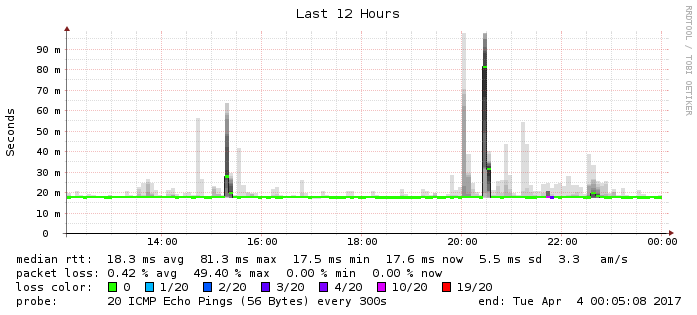 Last 12 Hours
RRDTOOL / TOBI OETIKER
Seconds
90 m
80 m
70 m
60 m
50 m
40 m
30 m
20 m
10 m
0
14:00 16:00 18:00 20:00 22:00 00:00
median rtt: 18.3 ms avg 81.3 ms max 17.5 ms min 17.6 ms now 5.5 ms sd 3.3 am/s
packet loss: 0.42 % avg 49.40 % max 0.00 % min 0.00 % now
loss color: 0 1/20 2/20 3/20 4/20 10/20 19/20
probe: 20 ICMP Echo Pings (56 Bytes) every 300s end: Tue Apr 4 00:05:08 2017